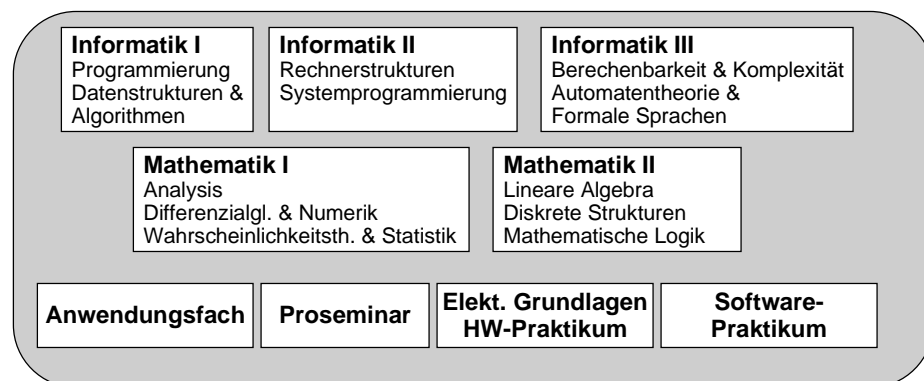 Informatik I
Programmierung
Datenstrukturen &
Algorithmen
Informatik II
Rechnerstrukturen
Systemprogrammierung
Informatik III
Berechenbarkeit & Komplexität
Automatentheorie &
Formale Sprachen
Mathematik I
Analysis
Differenzialgl. & Numerik
Wahrscheinlichkeitsth. & Statistik
Mathematik II
Lineare Algebra
Diskrete Strukturen
Mathematische Logik
Anwendungsfach
Proseminar
Elekt. Grundlagen
HW-Praktikum
Software-
Praktikum